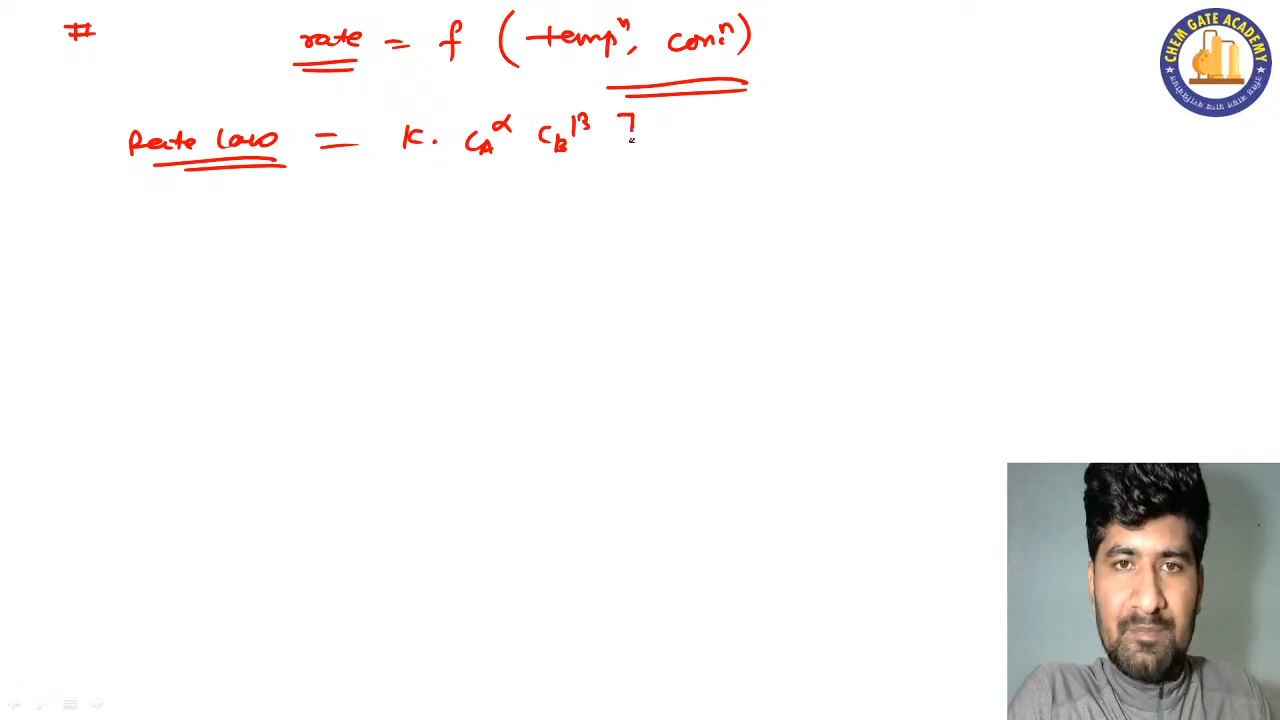 # rate = f (tempⁿ, concⁿ)
Rate law = K. C_A^α C_B^β ?
CHEM GATE ACADEMY